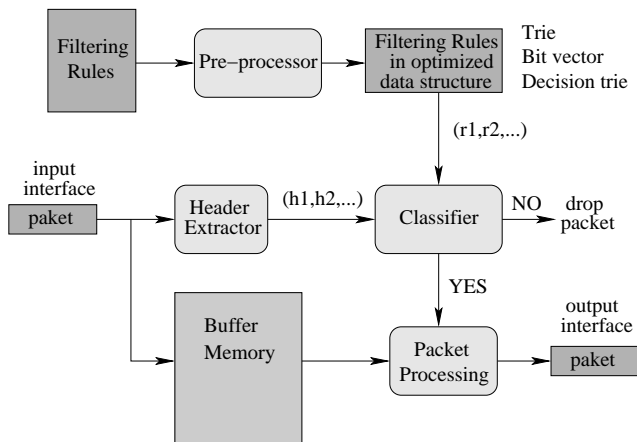 Filtering
Rules
Pre−processor
Filtering Rules
in optimized
data structure
Trie
Bit vector
Decision trie
(r1,r2,...)
input
interface
paket
Header
Extractor
(h1,h2,...)
Classifier
NO
drop
packet
YES
Buffer
Memory
Packet
Processing
output
interface
paket